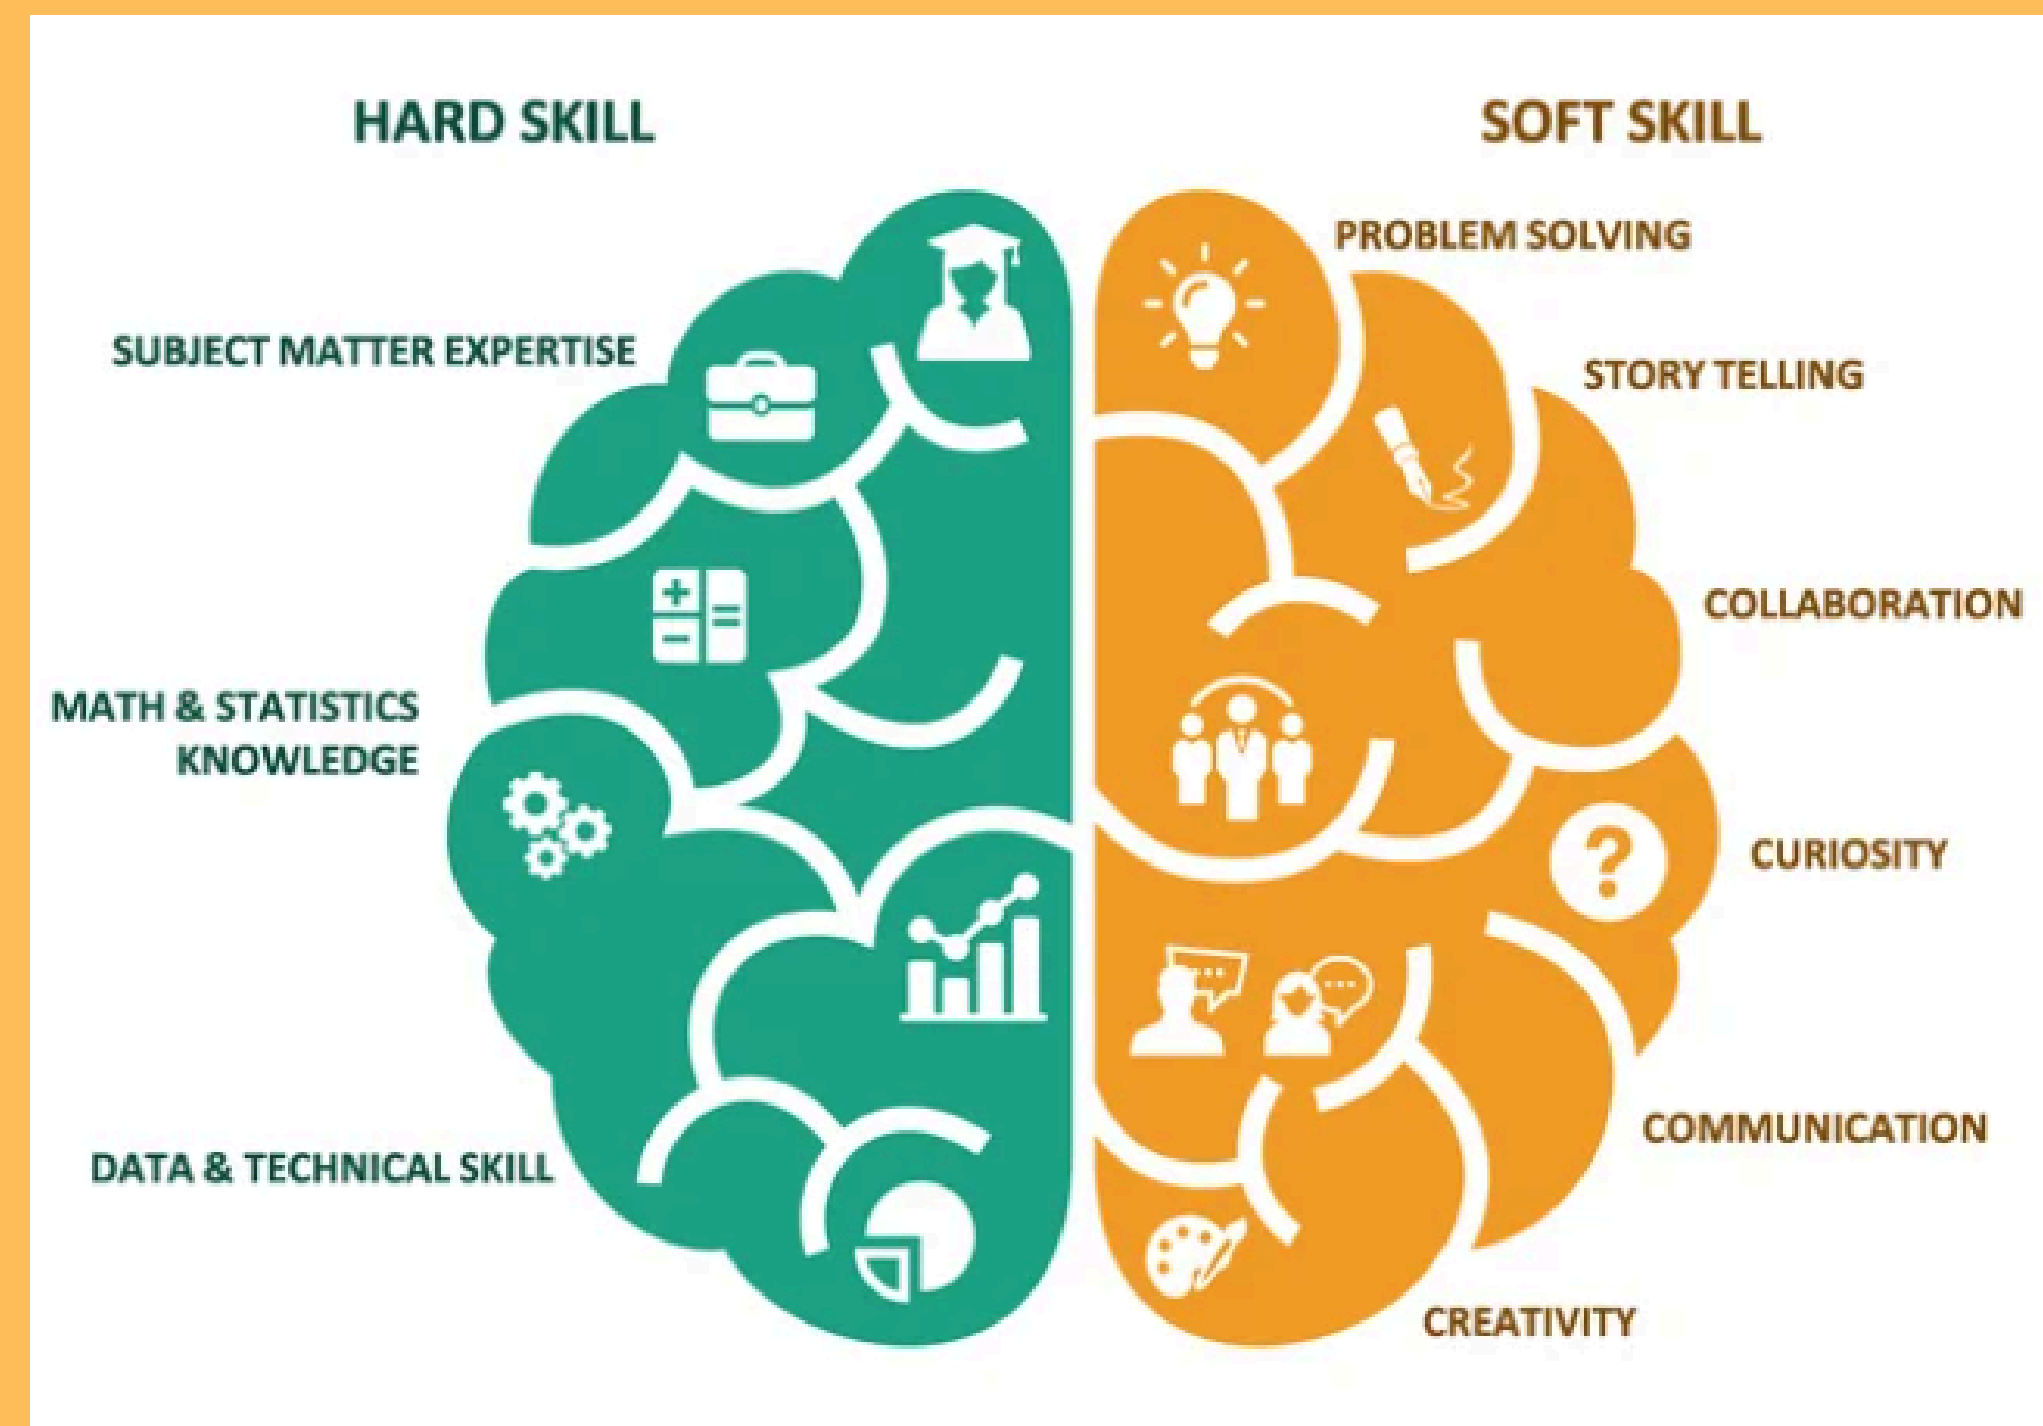 HARD SKILL
SUBJECT MATTER EXPERTISE
MATH & STATISTICS
KNOWLEDGE
DATA & TECHNICAL SKILL
SOFT SKILL
PROBLEM SOLVING
STORY TELLING
COLLABORATION
CURIOSITY
COMMUNICATION
CREATIVITY